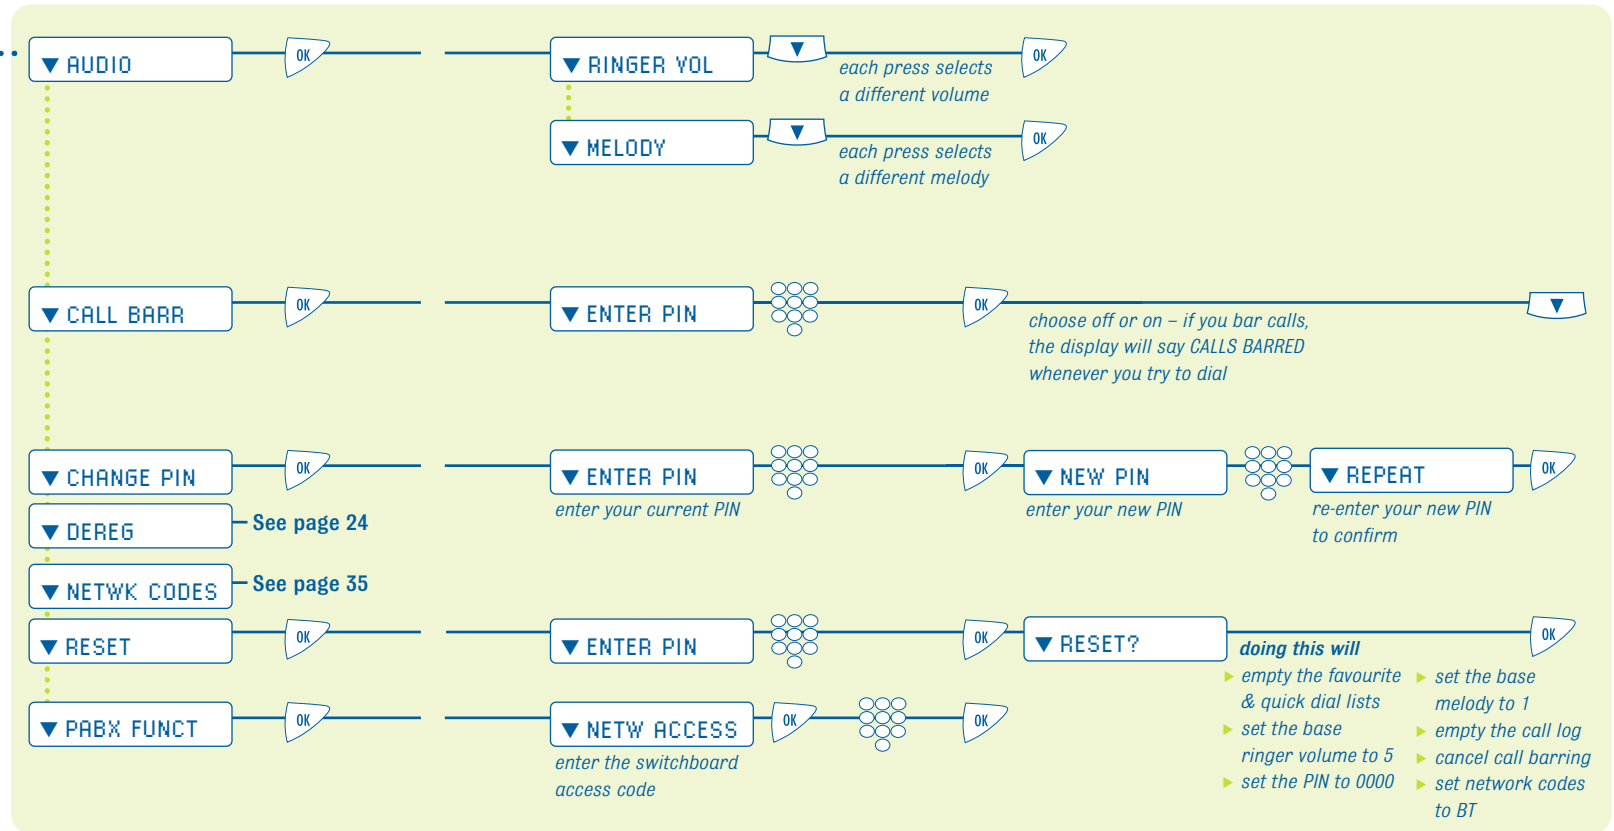 ▼ AUDIO
OK
▼ RINGER VOL
▼
each press selects
a different volume
OK
▼ MELODY
▼
each press selects
a different melody
OK
▼ CALL BARR
OK
▼ ENTER PIN
OK
choose off or on – if you bar calls,
the display will say CALLS BARRED
whenever you try to dial
▼
▼ CHANGE PIN
OK
▼ ENTER PIN
enter your current PIN
OK
▼ NEW PIN
enter your new PIN
▼ REPEAT
re-enter your new PIN
to confirm
OK
▼ DEREG
See page 24
▼ NETWK CODES
See page 35
▼ RESET
OK
▼ ENTER PIN
OK
▼ RESET?
OK
doing this will
▶ empty the favourite
& quick dial lists
▶ set the base
ringer volume to 5
▶ set the PIN to 0000
▶ set the base
melody to 1
▶ empty the call log
▶ cancel call barring
▶ set network codes
to BT
▼ PABX FUNCT
OK
▼ NETW ACCESS
enter the switchboard
access code
OK
OK